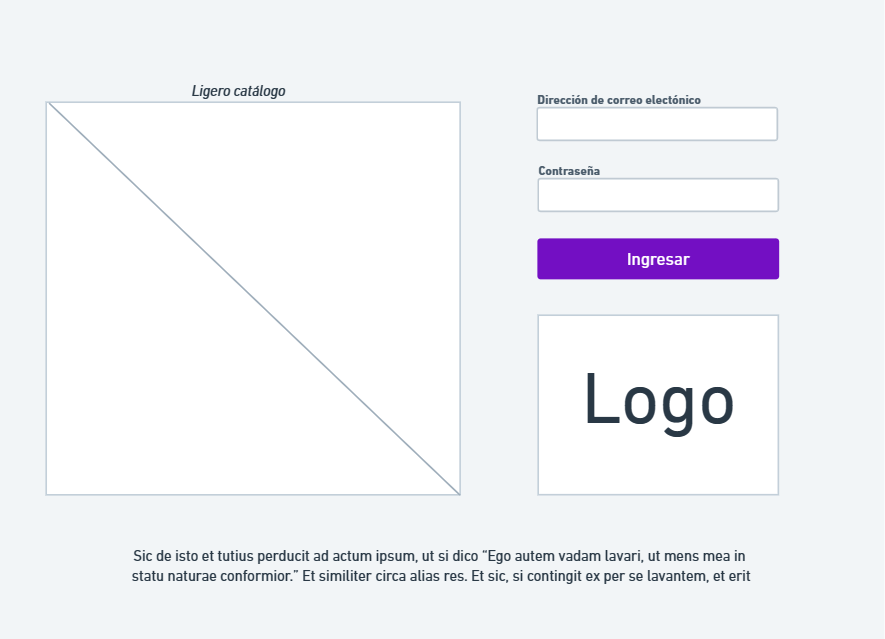 Ligero catálogo
Dirección de correo electónico
Contraseña
Ingresar
Logo
Sic de isto et tutius perducit ad actum ipsum, ut si dico “Ego autem vadam lavari, ut mens mea in
statu naturae conformior.” Et similiter circa alias res. Et sic, si contingit ex per se lavantem, et erit